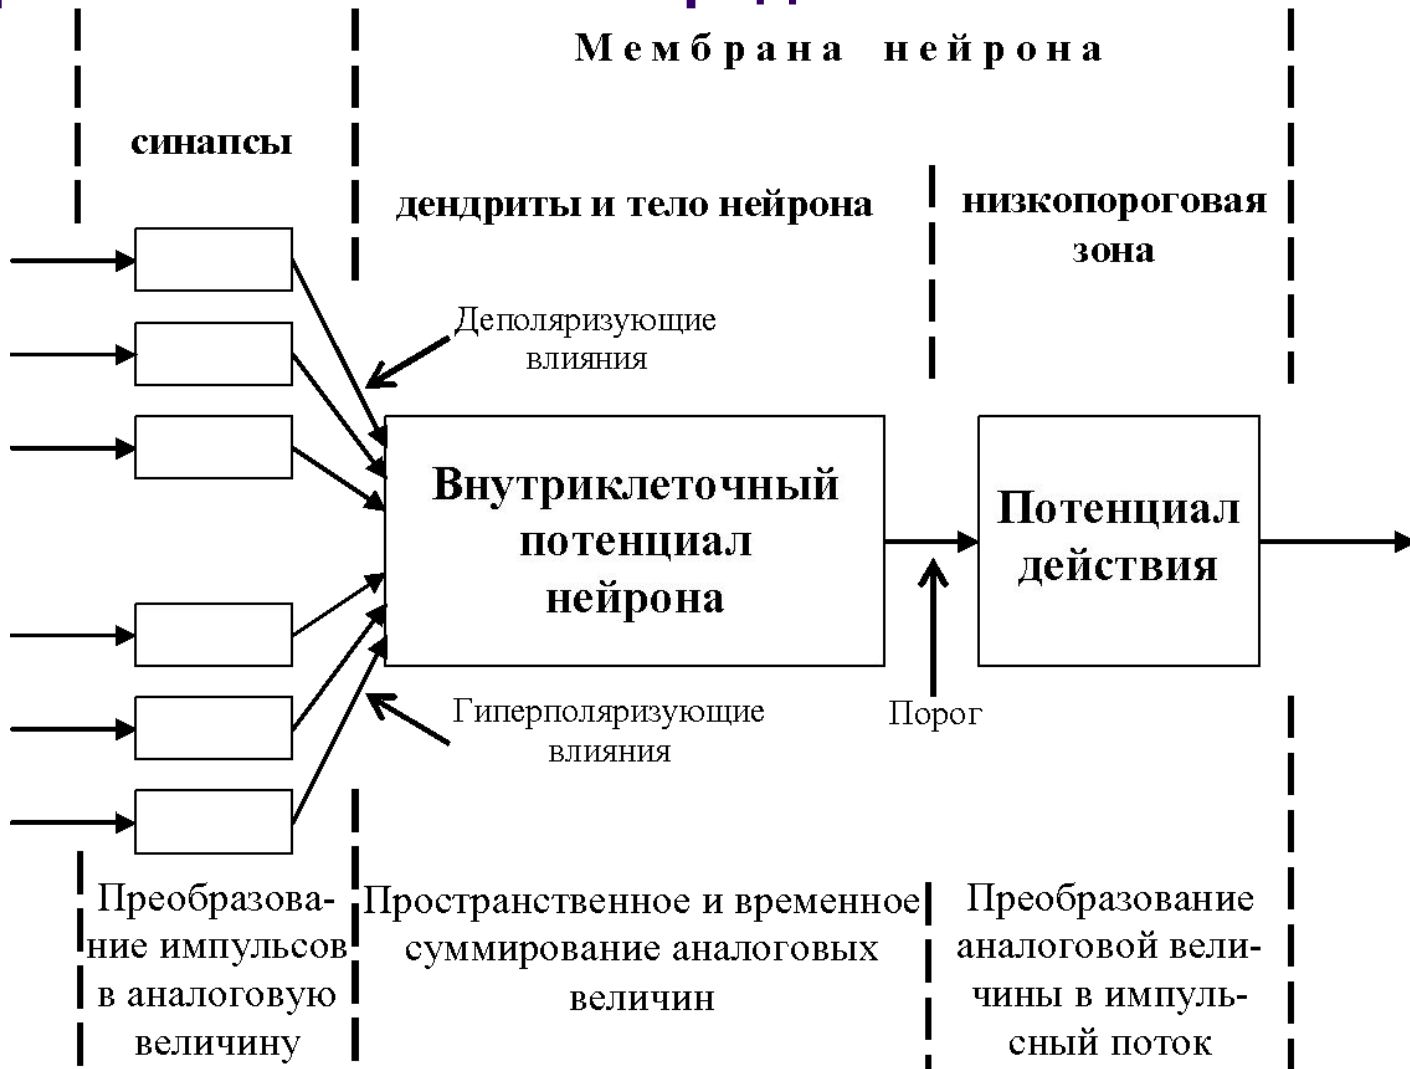 Мембрана нейрона
синапсы
дендриты и тело нейрона
низкопороговая
зона
Деполяризующие
влияния
Внутриклеточный
потенциал
нейрона
Потенциал
действия
Гиперполяризующие
влияния
Порог
Преобразова-
ние импульсов
в аналоговую
величину
Пространственное и временное
суммирование аналоговых
величин
Преобразование
аналоговой вели-
чины в импуль-
сный поток